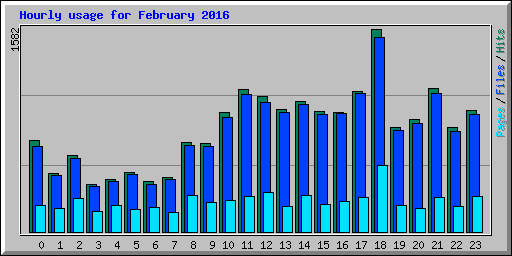 Hourly usage for February 2016
1582
Pages/Files/Hits
0 1 2 3 4 5 6 7 8 9 10 11 12 13 14 15 16 17 18 19 20 21 22 23